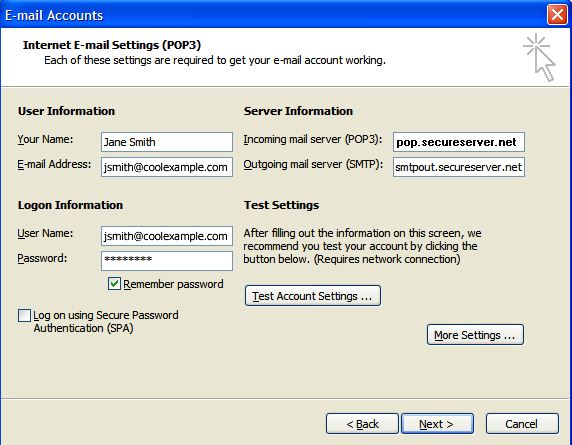 E-mail Accounts
Internet E-mail Settings (POP3)
Each of these settings are required to get your e-mail account working.
User Information
Your Name: Jane Smith
E-mail Address: jsmith@coolexample.com
Server Information
Incoming mail server (POP3): pop.secureserver.net
Outgoing mail server (SMTP): smtpout.secureserver.net
Logon Information
User Name: jsmith@coolexample.com
Password: ********
Remember password
Log on using Secure Password
Authentication (SPA)
Test Settings
After filling out the information on this screen, we
recommend you test your account by clicking the
button below. (Requires network connection)
Test Account Settings ...
More Settings ...
< Back
Next >
Cancel